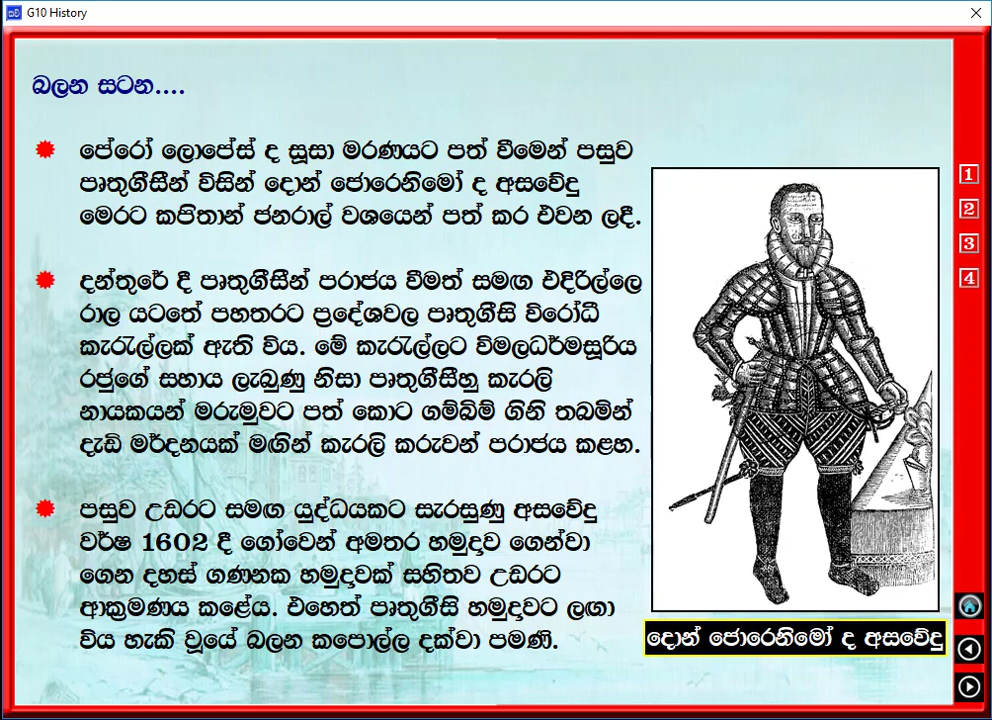 සවි G10 History
බලන සටන....
පේරෝ ලොපේස් ද සූසා මරණයට පත් වීමෙන් පසුව
පෘතුගීසීන් විසින් දොන් ජොරෙනිමෝ ද අසවේදු
මෙරට කපිතාන් ජනරාල් වශයෙන් පත් කර එවන ලදී.
දන්තුරේ දී පෘතුගීසීන් පරාජය වීමත් සමඟ එදිරිල්ලෙ
රාල යටතේ පහතරට ප්‍රදේශවල පෘතුගීසි විරෝධී
කැරැල්ලක් ඇති විය. මේ කැරැල්ලට විමලධර්මසූරිය
රජුගේ සහාය ලැබුණු නිසා පෘතුගීසීහු කැරලි
නායකයන් මරුමුවට පත් කොට ගම්බිම් ගිනි තබමින්
දැඩි මර්දනයක් මඟින් කැරලි කරුවන් පරාජය කළහ.
පසුව උඩරට සමඟ යුද්ධයකට සැරසුණු අසවේදු
වර්ෂ 1602 දී ගෝවෙන් අමතර හමුදාව ගෙන්වා
ගෙන දහස් ගණනක හමුදාවක් සහිතව උඩරට
ආක්‍රමණය කළේය. එහෙත් පෘතුගීසි හමුදාවට ලඟා
විය හැකි වූයේ බලන කපොල්ල දක්වා පමණි.
දොන් ජොරෙනිමෝ ද අසවේදු
1
2
3
4